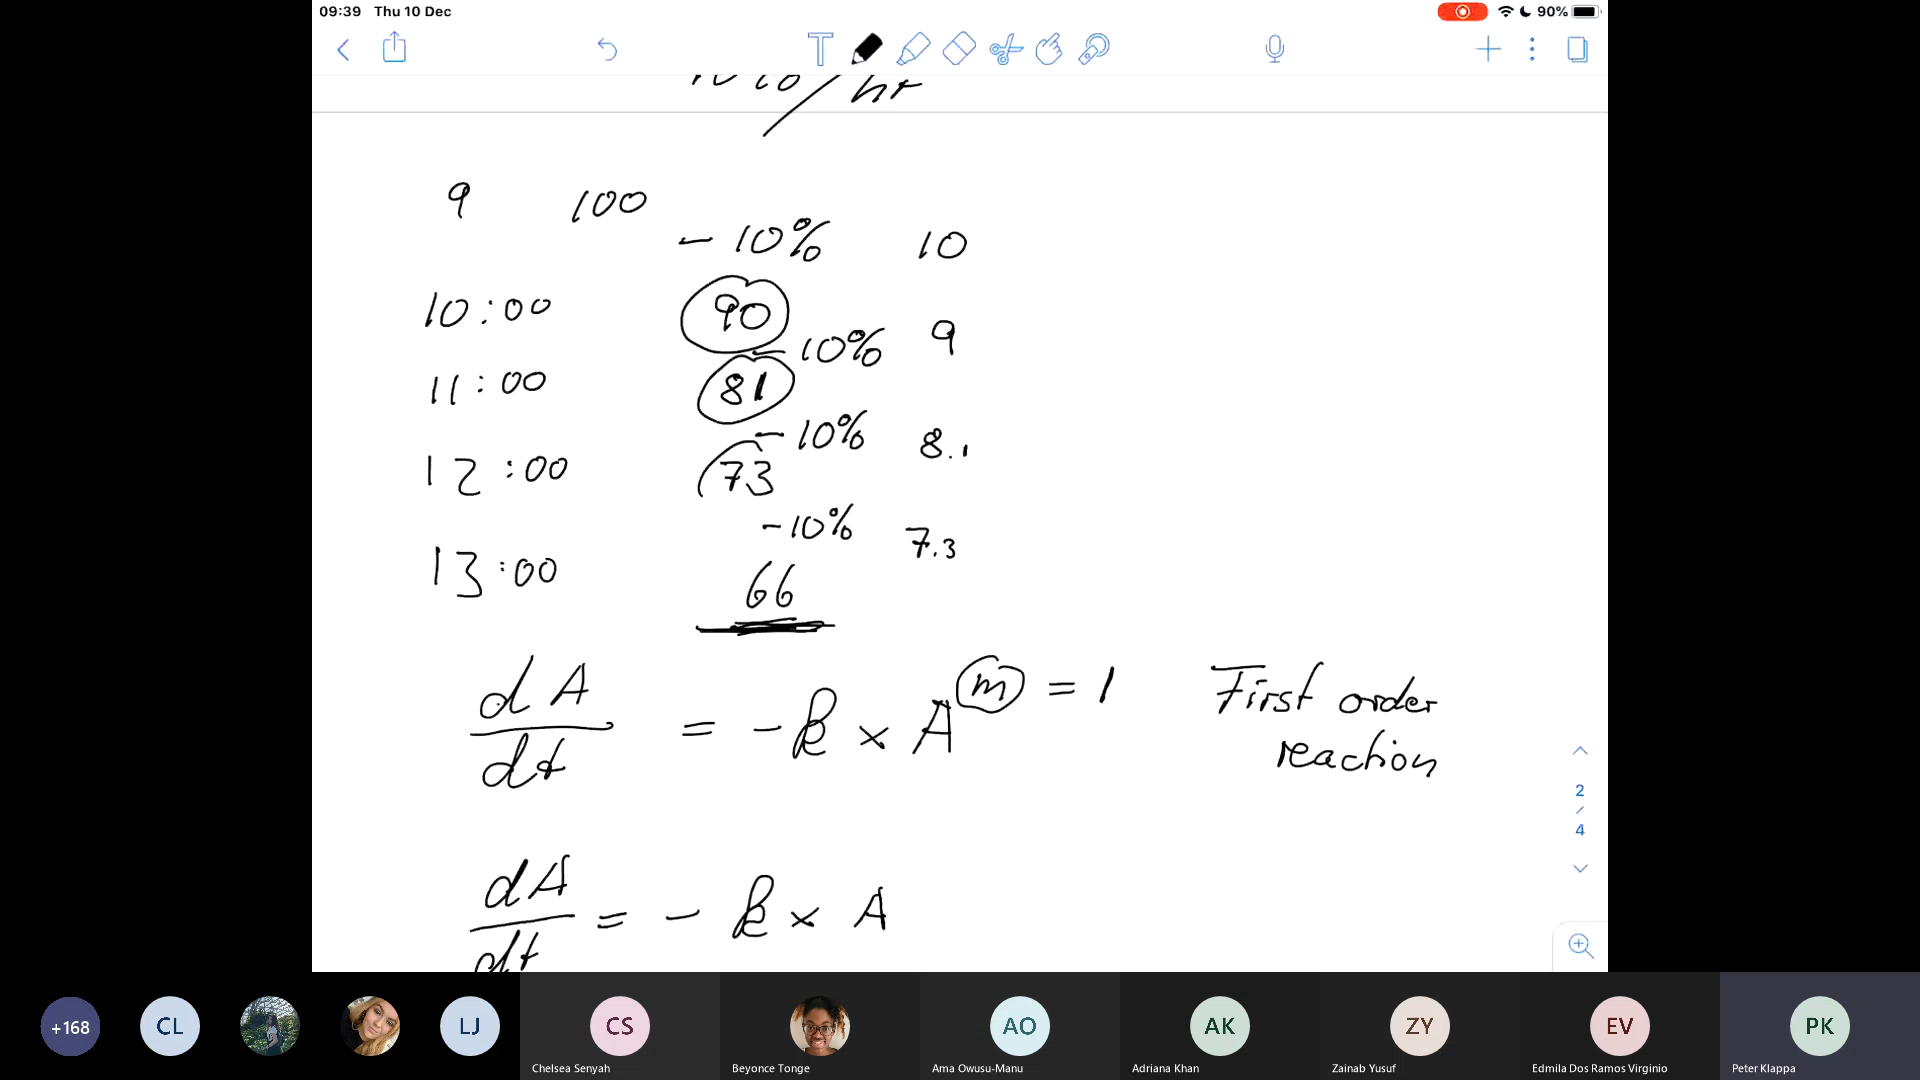 09:39 Thu 10 Dec
90%
T
10 10/hr
9 100
- 10% 10
10:00 90
- 10% 9
11:00 81
- 10% 8.1
12:00 73
- 10% 7.3
13:00 66
dA/dt = - k × A^m = 1 First order
reaction
2
/
4
dA/dt = - k × A
+168 CL LJ CS AO AK ZY EV PK
Chelsea Senyah Beyonce Tonge Ama Owusu-Manu Adriana Khan Zainab Yusuf Edmila Dos Ramos Virginio Peter Klappa